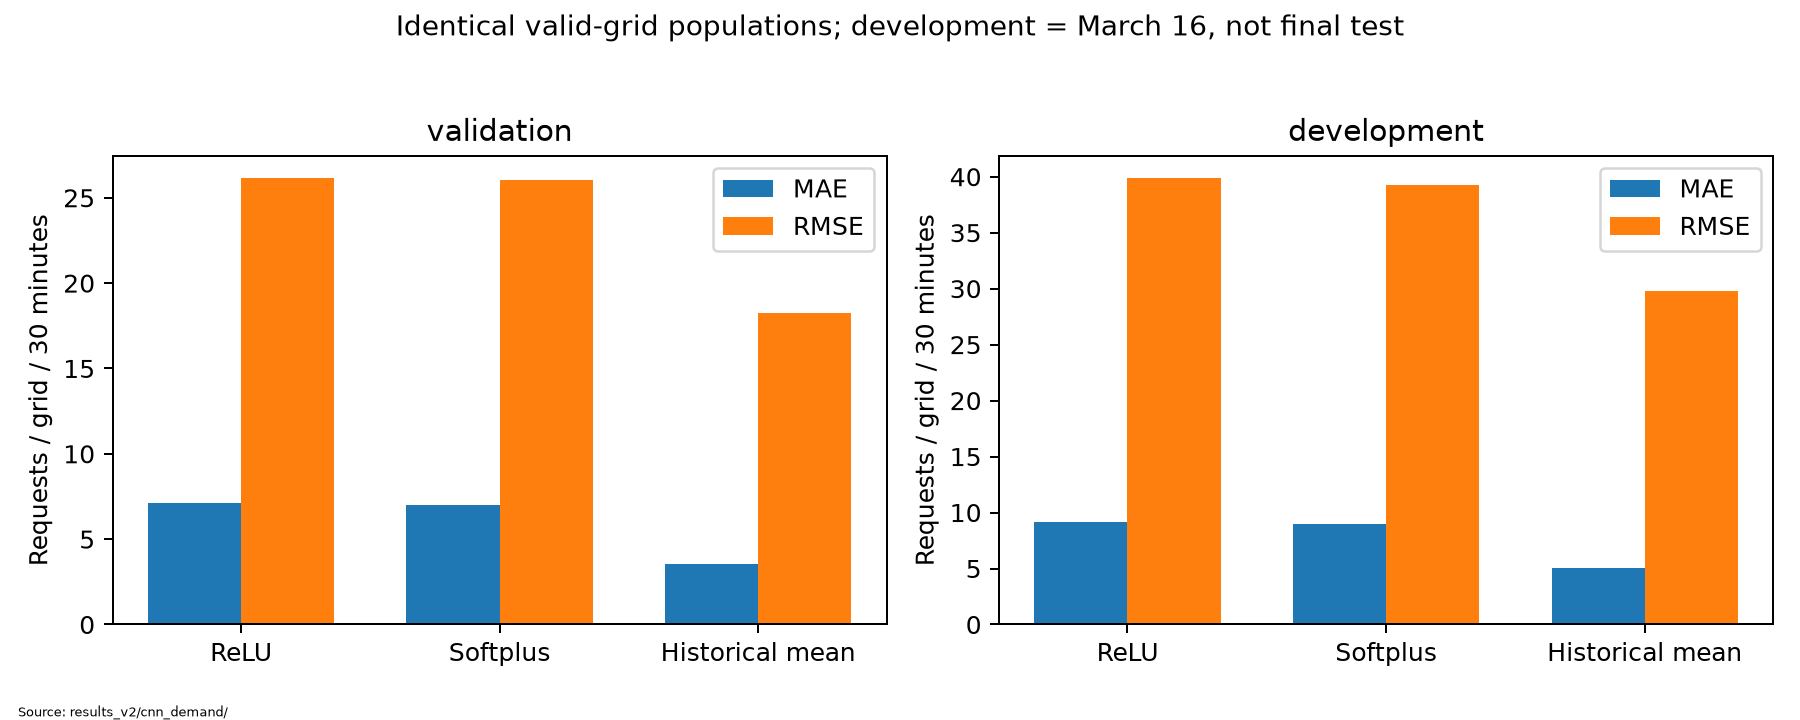 Identical valid-grid populations; development = March 16, not final test
validation
Requests / grid / 30 minutes
25
20
15
10
5
0
MAE
RMSE
ReLU
Softplus
Historical mean
development
Requests / grid / 30 minutes
40
35
30
25
20
15
10
5
0
MAE
RMSE
ReLU
Softplus
Historical mean
Source: results_v2/cnn_demand/